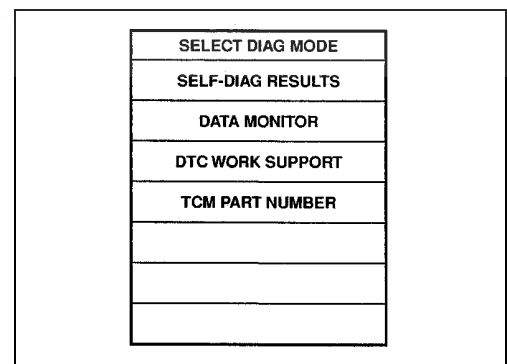 SELECT DIAG MODE
SELF-DIAG RESULTS
DATA MONITOR
DTC WORK SUPPORT
TCM PART NUMBER